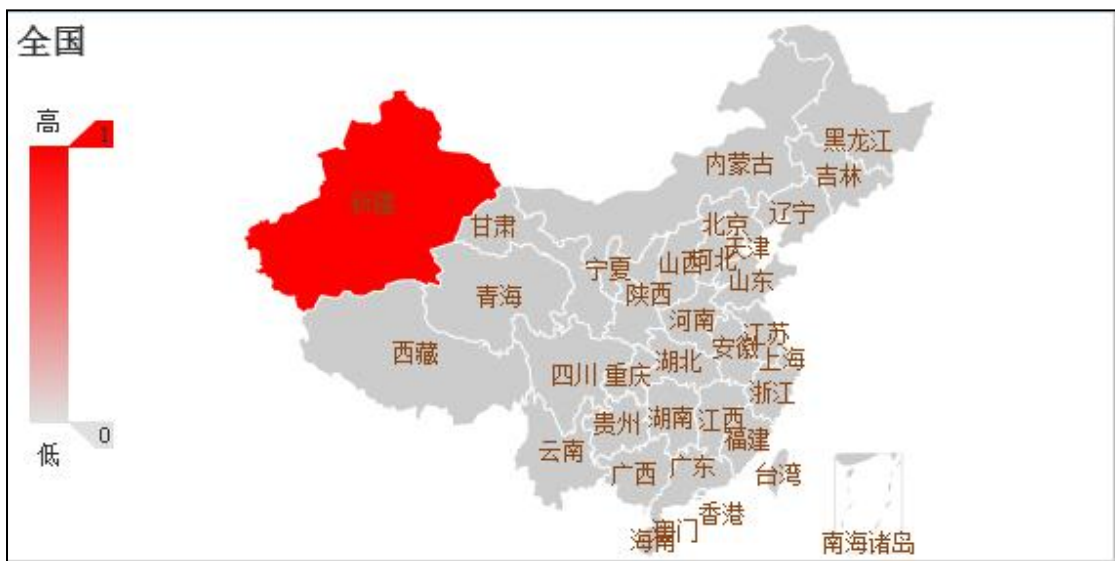 全国
高
1
0
低
黑龙江
内蒙古
吉林
新疆
辽宁
甘肃
北京
天津
宁夏
山西
河北
山东
青海
陕西
河南
江苏
西藏
安徽
上海
四川
重庆
湖北
浙江
贵州
湖南
江西
云南
福建
广西
广东
台湾
香港
澳门
海南
南海诸岛